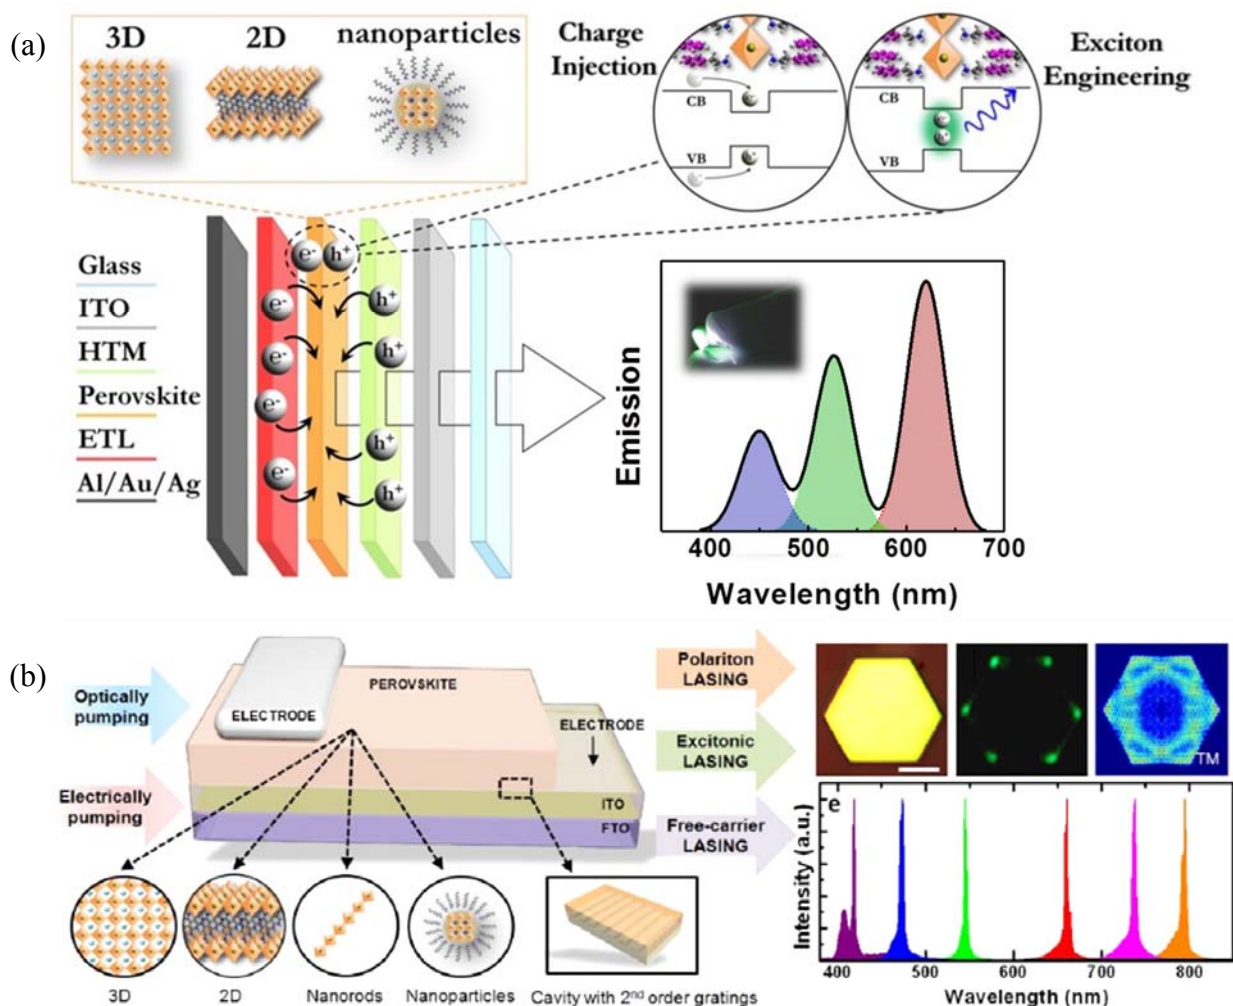 (a)
3D
2D
nanoparticles
Charge
Injection
CB
VB
CB
VB
Exciton
Engineering
Glass
ITO
HTM
Perovskite
ETL
Al/Au/Ag
e-
h+
e-
e-
e-
e-
h+
h+
h+
h+
Emission
400
500
600
700
Wavelength (nm)
(b)
Optically
pumping
Electrically
pumping
ELECTRODE
PEROVSKITE
ELECTRODE
ITO
FTO
Polariton
LASING
Excitonic
LASING
Free-carrier
LASING
TM
e
Intensity (a.u.)
400
500
600
700
800
Wavelength (nm)
3D
2D
Nanorods
Nanoparticles
Cavity with 2nd order gratings